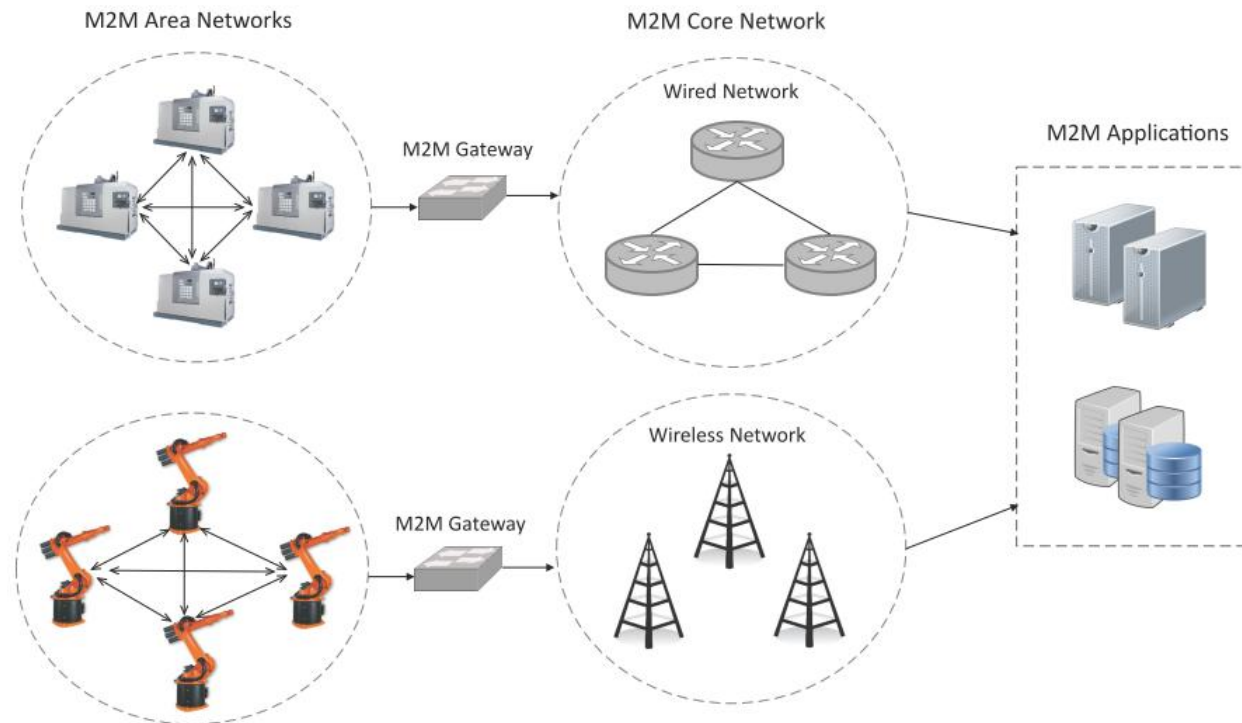 M2M Area Networks
M2M Core Network
Wired Network
M2M Applications
M2M Gateway
Wireless Network
M2M Gateway